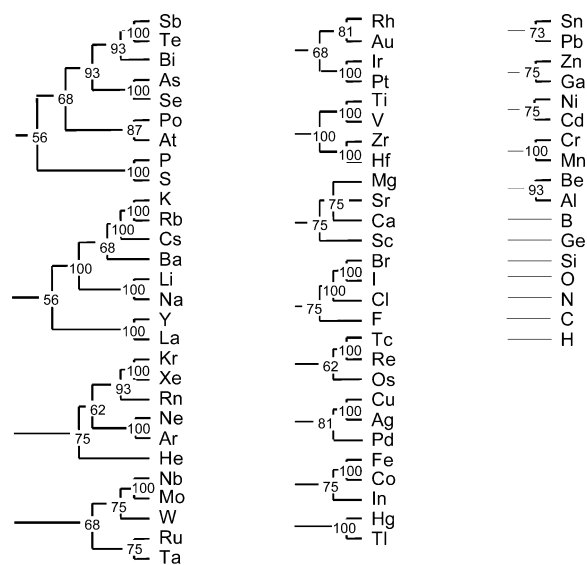 Sb
100
Te
93
Bi
93
As
100
Se
68
Po
87
At
56
P
100
S
K
100
Rb
100
Cs
68
Ba
100
Li
100
Na
56
Y
100
La
Kr
100
Xe
93
Rn
62
Ne
100
Ar
75
He
Nb
100
Mo
75
W
68
Ru
75
Ta
Rh
81
Au
68
Ir
100
Pt
Ti
100
V
100
Zr
100
Hf
Mg
75
Sr
Ca
75
Sc
Br
100
I
100
Cl
75
F
Tc
100
Re
62
Os
Cu
100
Ag
81
Pd
Fe
100
Co
75
In
Hg
100
Tl
Sn
73
Pb
Zn
75
Ga
Ni
75
Cd
Cr
100
Mn
Be
93
Al
B
Ge
Si
O
N
C
H